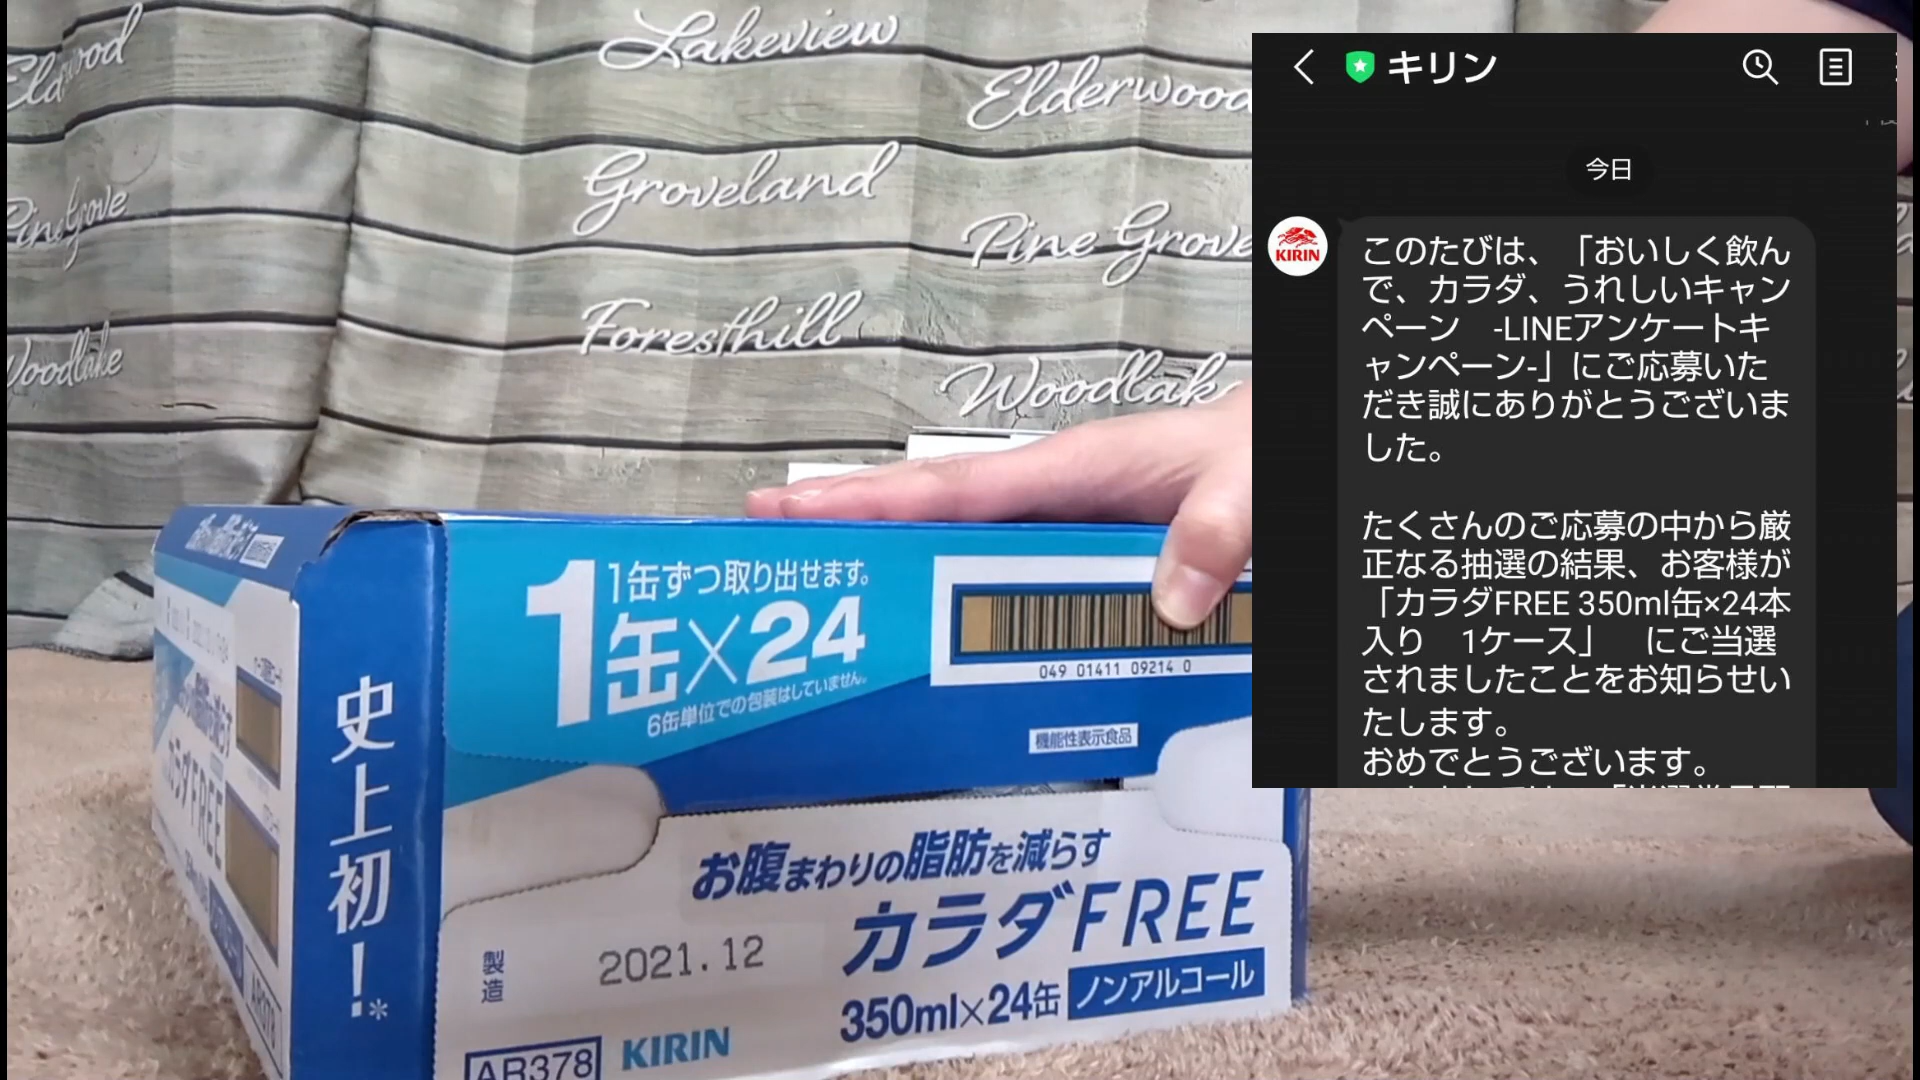 Lakeview
Elderwood
Elderwood
Groveland
Pine Grove
Pine Grove
Foresthill
Woodlake
Woodlake
キリン
今日
KIRIN
このたびは、「おいしく飲ん
で、カラダ、うれしいキャン
ペーン　-LINEアンケートキ
ャンペーン-」にご応募いた
だき誠にありがとうございま
した。
たくさんのご応募の中から厳
正なる抽選の結果、お客様が
「カラダFREE 350ml缶×24本
入り　1ケース」　にご当選
されましたことをお知らせい
たします。
おめでとうございます。
1缶ずつ取り出せます。
1缶×24
6缶単位での包装はしていません。
049 01411 09214 0
機能性表示食品
史上初!*
お腹まわりの脂肪を減らす
カラダFREE
350ml×24缶 ノンアルコール
製造
2021.12
AR378
KIRIN
カラダFREE
AR378